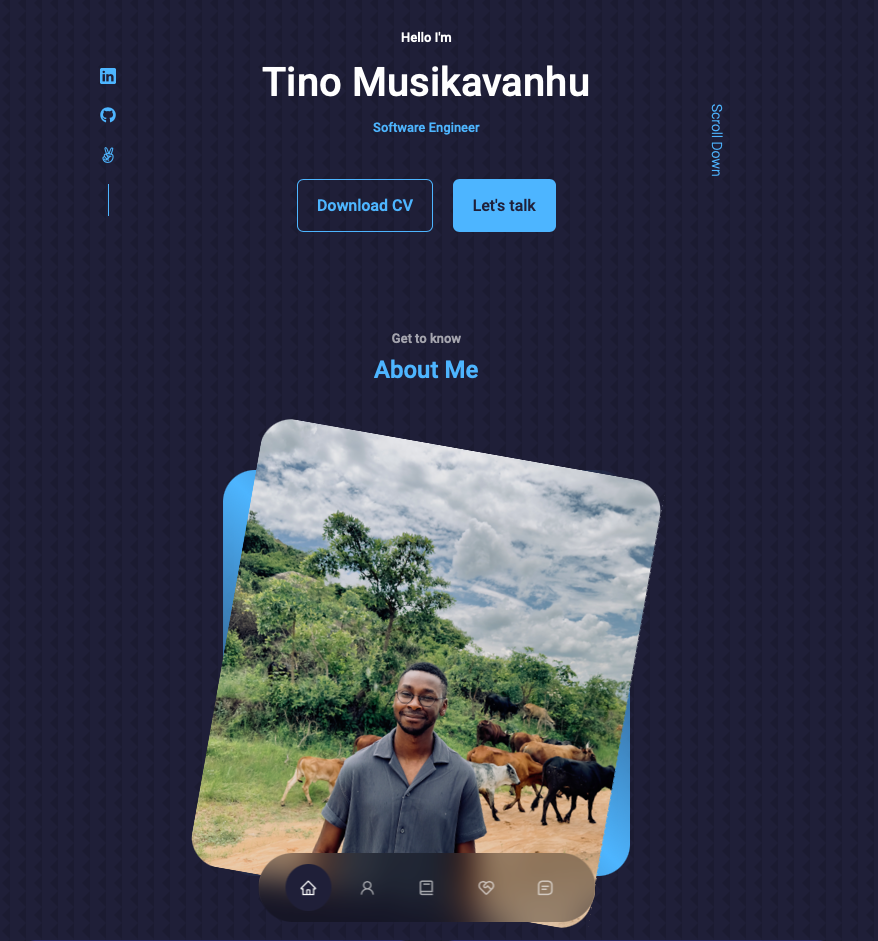 Hello I'm
Tino Musikavanhu
Software Engineer
Scroll Down
Download CV
Let's talk
Get to know
About Me